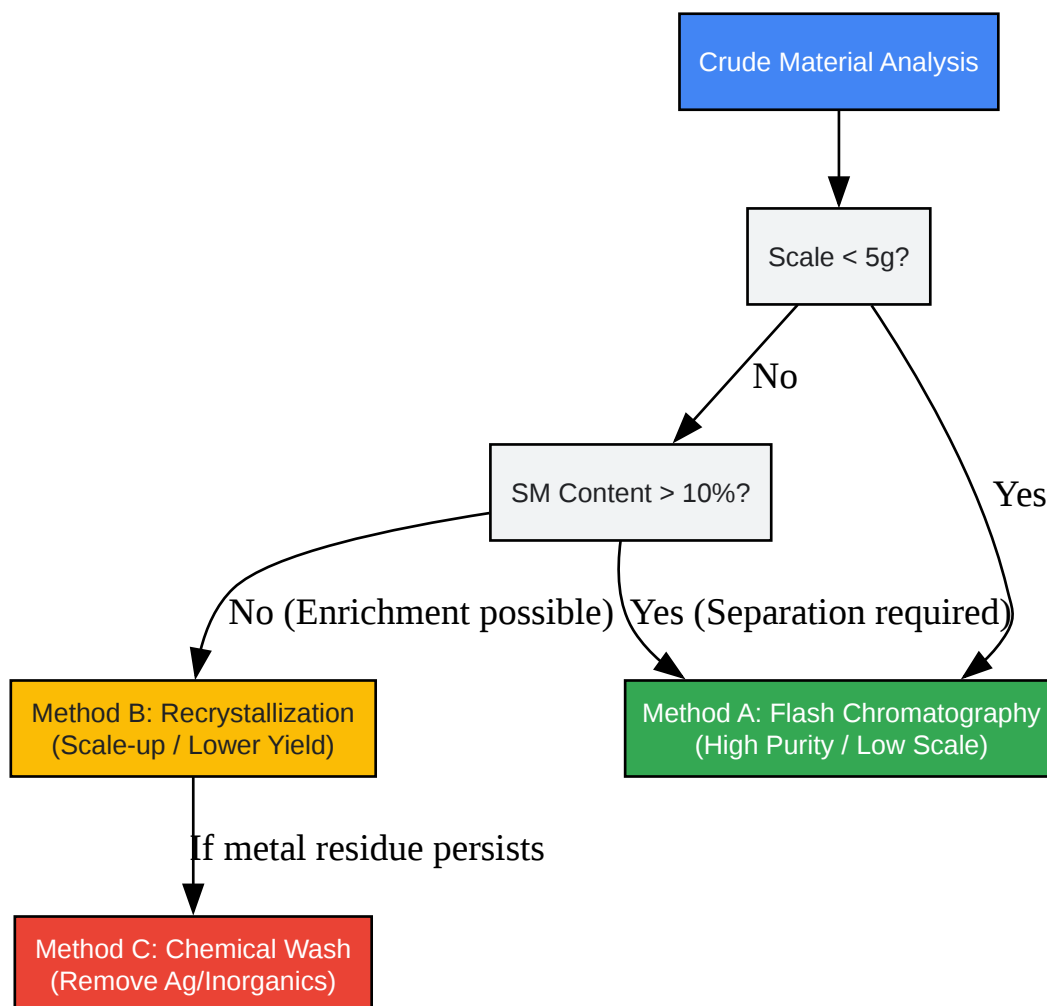 Crude Material Analysis
Scale < 5g?
No
Yes
SM Content > 10%?
No (Enrichment possible)
Yes (Separation required)
Method B: Recrystallization
(Scale-up / Lower Yield)
Method A: Flash Chromatography
(High Purity / Low Scale)
If metal residue persists
Method C: Chemical Wash
(Remove Ag/Inorganics)